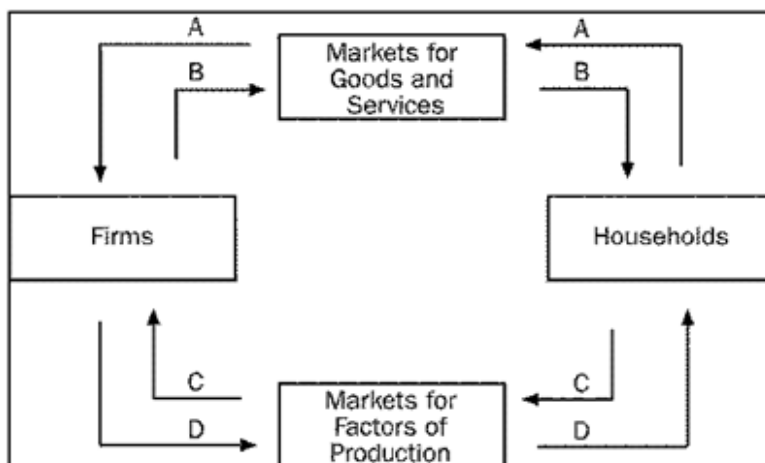 A
A
Markets for
Goods and
Services
B
B
Firms
Households
C
C
Markets for
Factors of
Production
D
D